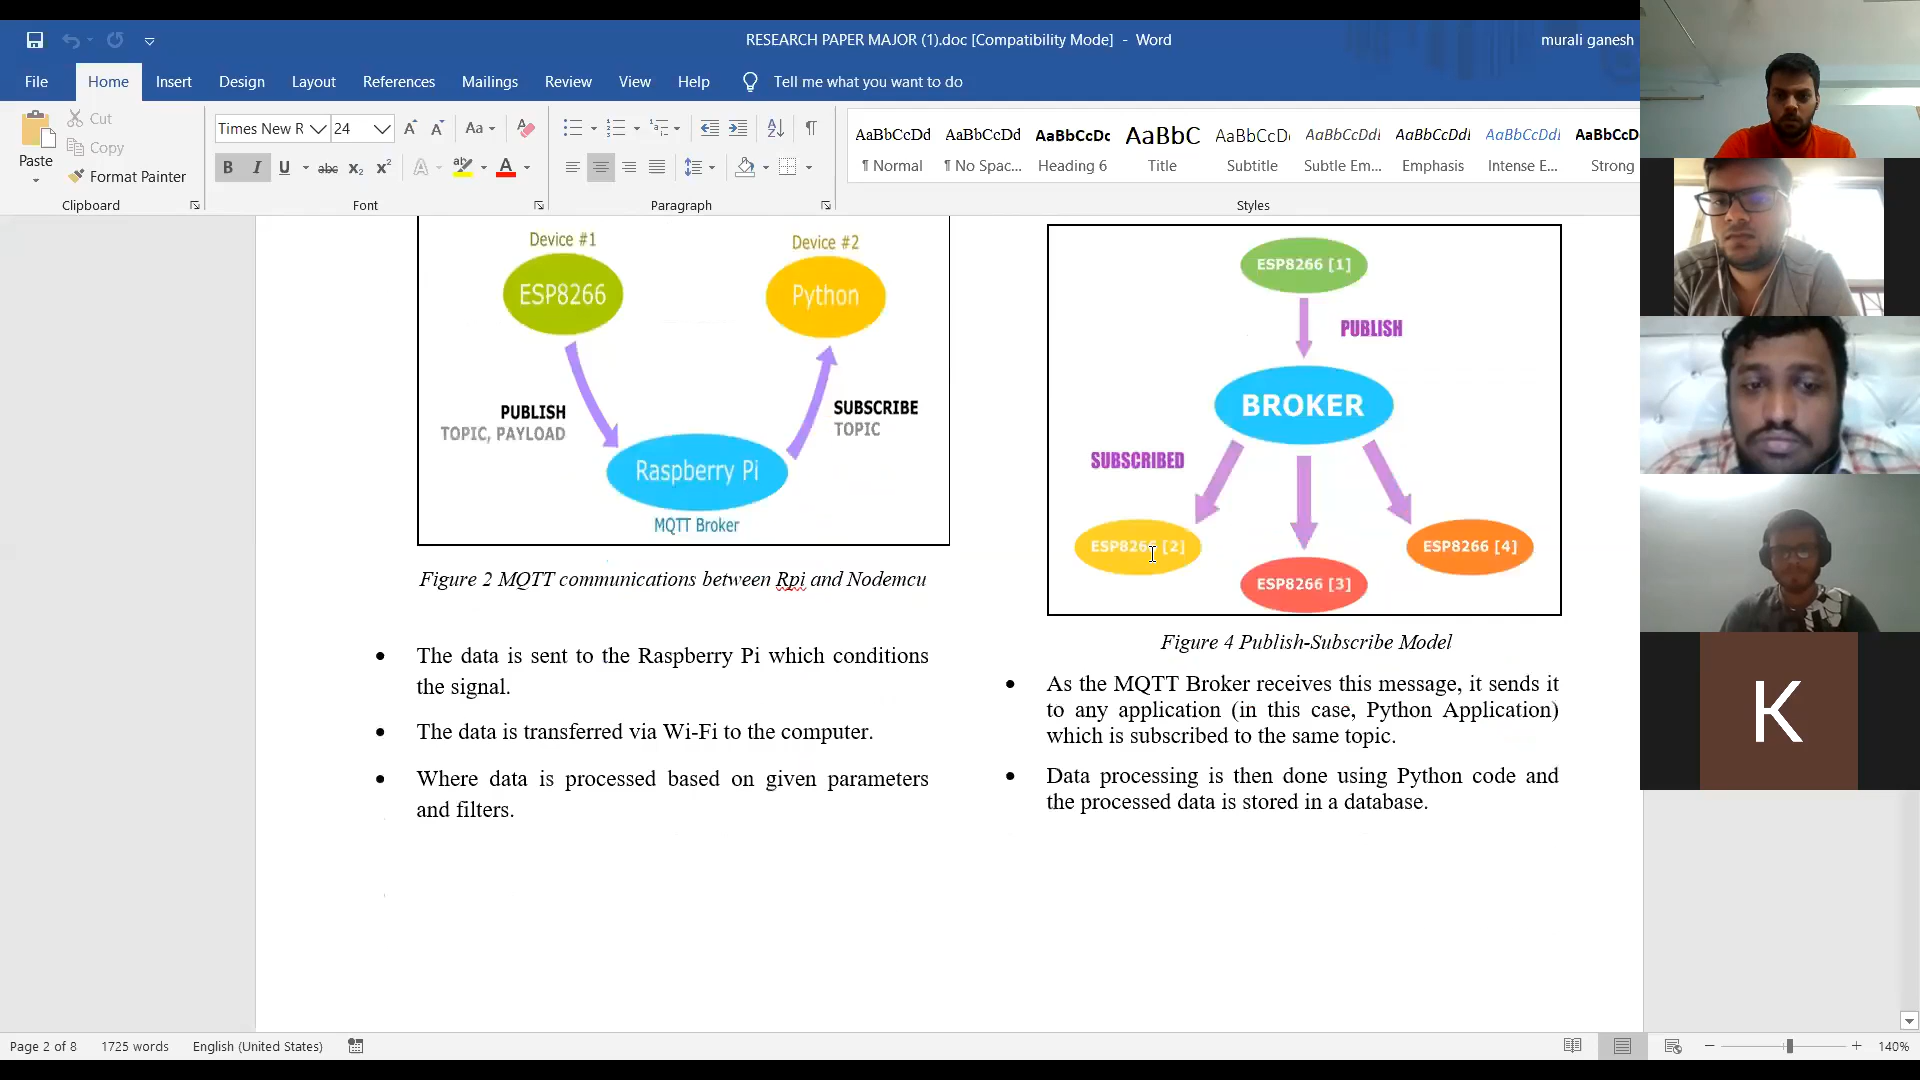 RESEARCH PAPER MAJOR (1).doc [Compatibility Mode] - Word
murali ganesh
File Home Insert Design Layout References Mailings Review View Help Tell me what you want to do
Paste
Cut
Copy
Format Painter
Clipboard
Times New R 24
Font
Paragraph
AaBbCcDd AaBbCcDd AaBbCcDc AaBbC AaBbCcD AaBbCcDdl AaBbCcDdl AaBbCcDdl AaBbCcD
¶ Normal ¶ No Spac... Heading 6 Title Subtitle Subtle Em... Emphasis Intense E... Strong
Styles
Device #1
ESP8266
Device #2
Python
PUBLISH
TOPIC, PAYLOAD
SUBSCRIBE
TOPIC
Raspberry Pi
MQTT Broker
Figure 2 MQTT communications between Rpi and Nodemcu
• The data is sent to the Raspberry Pi which conditions
the signal.
• The data is transferred via Wi-Fi to the computer.
• Where data is processed based on given parameters
and filters.
ESP8266 [1]
PUBLISH
BROKER
SUBSCRIBED
ESP8266 [2]
ESP8266 [3]
ESP8266 [4]
Figure 4 Publish-Subscribe Model
• As the MQTT Broker receives this message, it sends it
to any application (in this case, Python Application)
which is subscribed to the same topic.
• Data processing is then done using Python code and
the processed data is stored in a database.
K
Page 2 of 8 1725 words English (United States)
140%